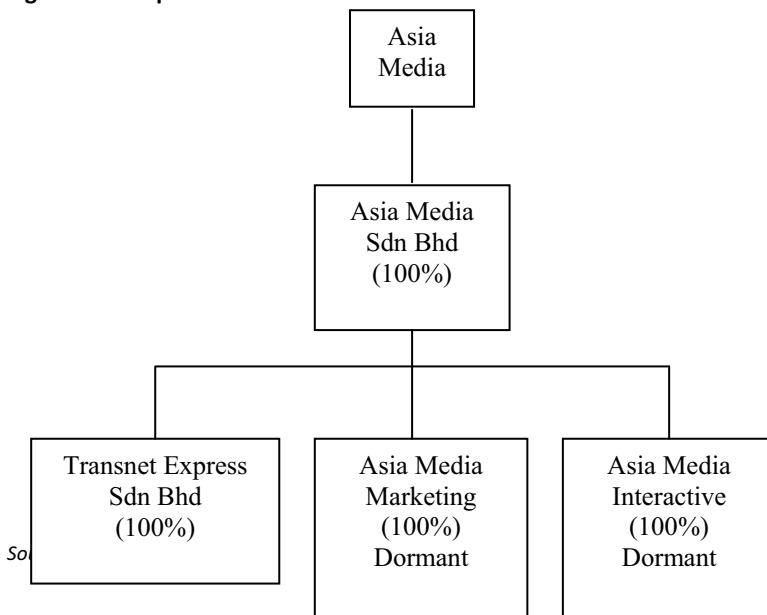 Asia
Media
Asia Media
Sdn Bhd
(100%)
Transnet Express
Sdn Bhd
(100%)
Asia Media
Marketing
(100%)
Dormant
Asia Media
Interactive
(100%)
Dormant